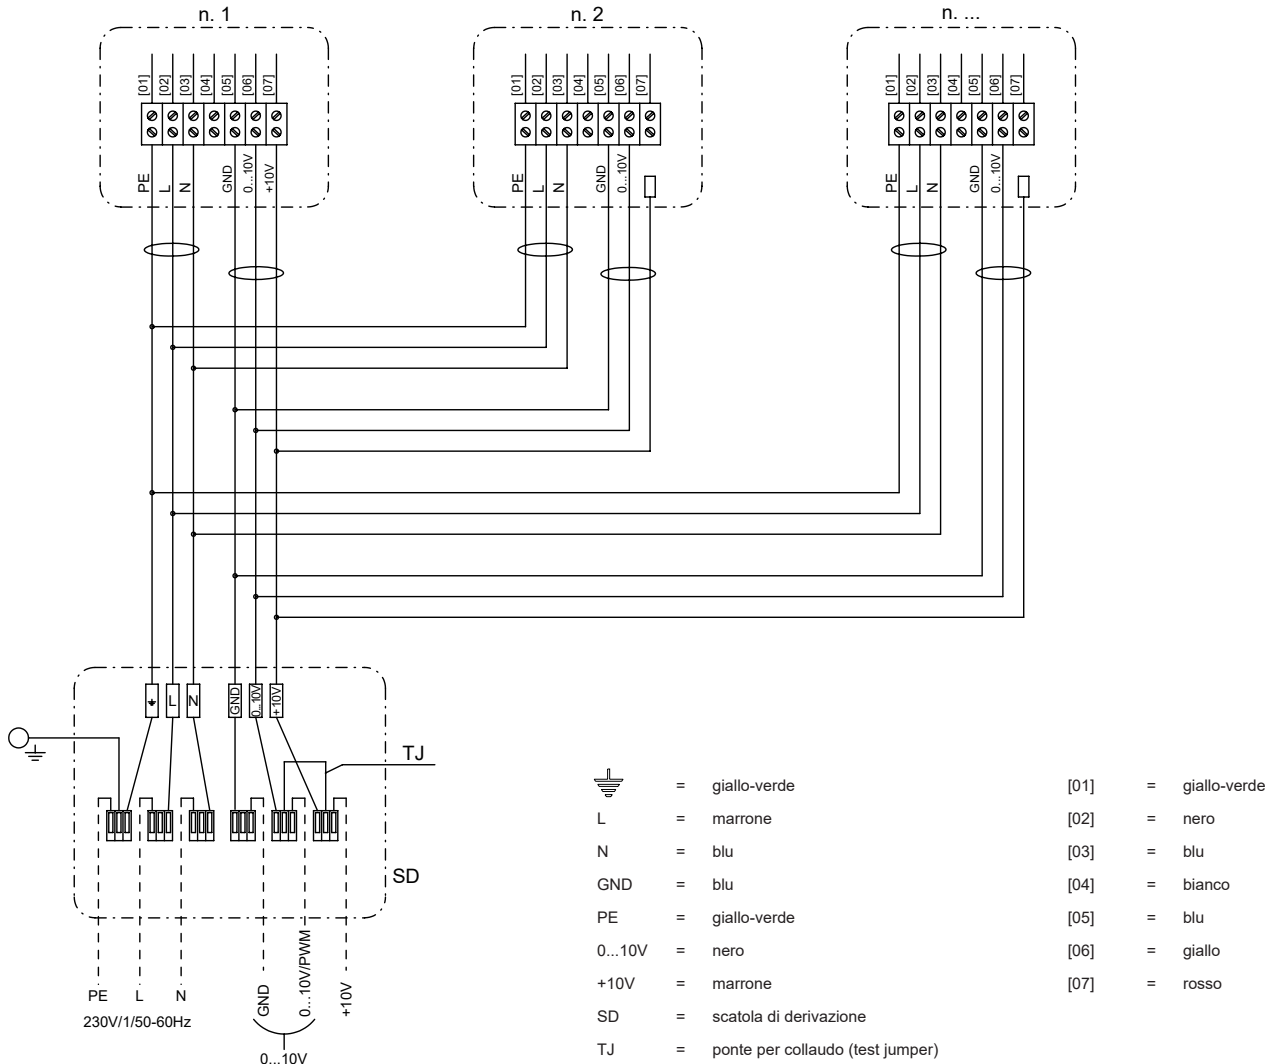 n. 1
n. 2
n. ...
[01] [02] [03] [04] [05] [06] [07]
[01] [02] [03] [04] [05] [06] [07]
[01] [02] [03] [04] [05] [06] [07]
PE L N GND 0...10V +10V
PE L N GND 0...10V
PE L N GND 0...10V
L N GND 0...10V +10V
TJ
SD
PE L N GND 0...10V/PWM +10V
230V/1/50-60Hz
0...10V
= giallo-verde
L = marrone
N = blu
GND = blu
PE = giallo-verde
0...10V = nero
+10V = marrone
SD = scatola di derivazione
TJ = ponte per collaudo (test jumper)
[01] = giallo-verde
[02] = nero
[03] = blu
[04] = bianco
[05] = blu
[06] = giallo
[07] = rosso